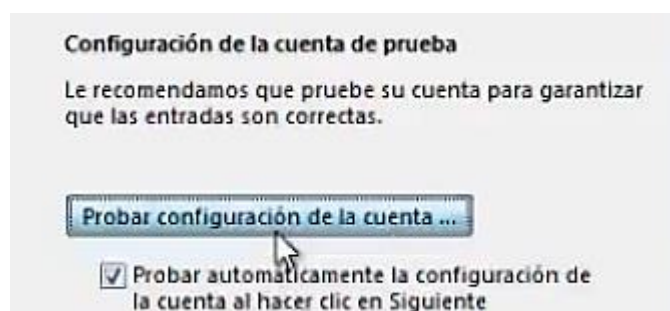 Configuración de la cuenta de prueba
Le recomendamos que pruebe su cuenta para garantizar
que las entradas son correctas.
Probar configuración de la cuenta ...
Probar automáticamente la configuración de
la cuenta al hacer clic en Siguiente